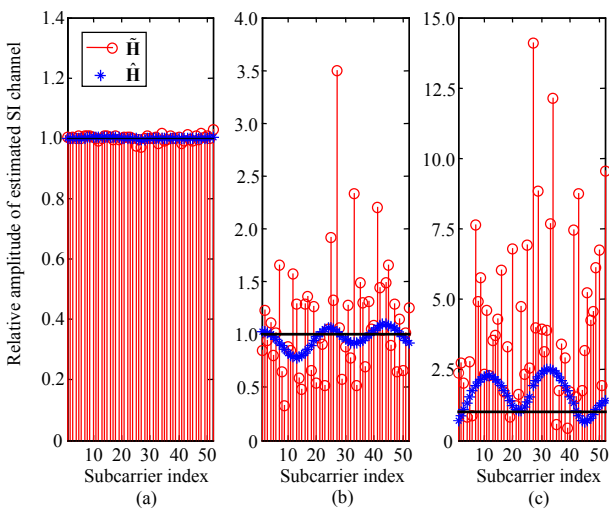 Relative amplitude of estimated SI channel
1.4
1.2
1.0
0.8
0.6
0.4
0.2
0
H̃
Ĥ
10 20 30 40 50
Subcarrier index
(a)
4.0
3.5
3.0
2.5
2.0
1.5
1.0
0.5
0
10 20 30 40 50
Subcarrier index
(b)
15.0
12.5
10.0
7.5
5.0
2.5
0
10 20 30 40 50
Subcarrier index
(c)